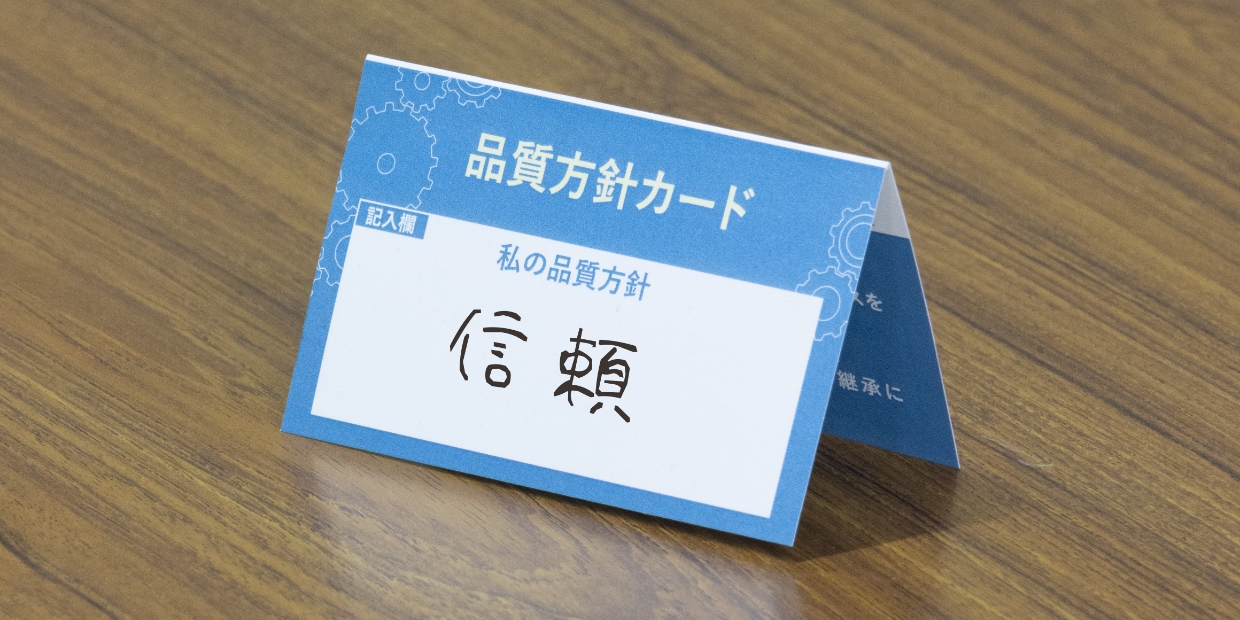 品質方針カード
記入欄
私の品質方針
信頼
スを
継承に